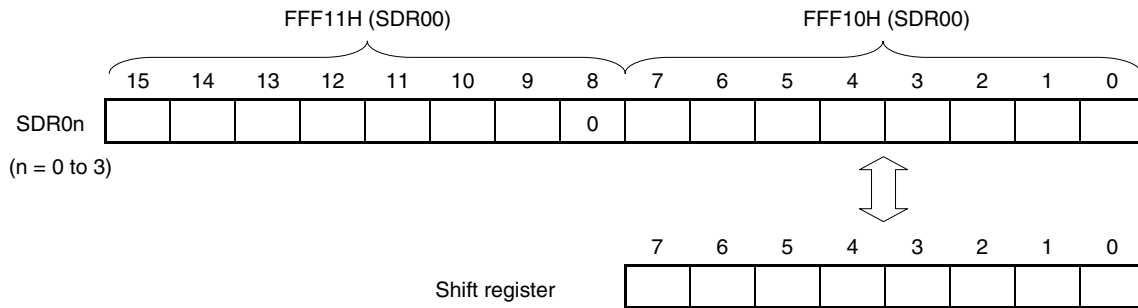 FFF11H (SDR00) FFF10H (SDR00)
15 14 13 12 11 10 9 8 7 6 5 4 3 2 1 0
SDR0n 0
(n = 0 to 3)
7 6 5 4 3 2 1 0
Shift register